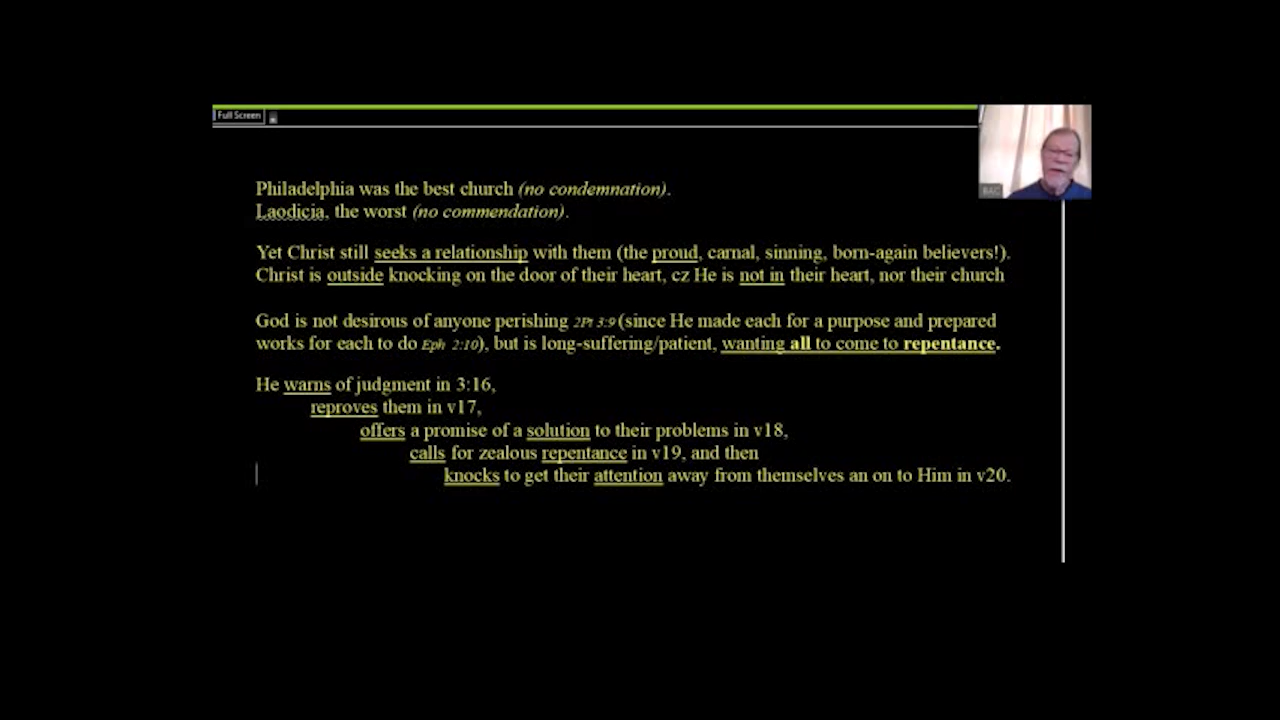 Full Screen
Philadelphia was the best church (no condemnation).
Laodicia, the worst (no commendation).
Yet Christ still seeks a relationship with them (the proud, carnal, sinning, born-again believers!).
Christ is outside knocking on the door of their heart, cz He is not in their heart, nor their church
God is not desirous of anyone perishing 2Pt 3:9 (since He made each for a purpose and prepared
works for each to do Eph 2:10), but is long-suffering/patient, wanting all to come to repentance.
He warns of judgment in 3:16,
reproves them in v17,
offers a promise of a solution to their problems in v18,
calls for zealous repentance in v19, and then
knocks to get their attention away from themselves an on to Him in v20.